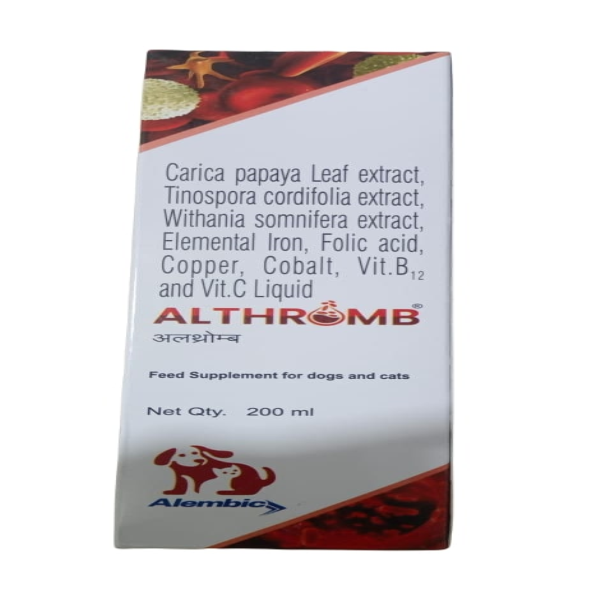 Carica papaya Leaf extract,
Tinospora cordifolia extract,
Withania somnifera extract,
Elemental Iron, Folic acid,
Copper, Cobalt, Vit.B₁₂
and Vit.C Liquid
ALTHROMB®
अलथ्रोम्ब
Feed Supplement for dogs and cats
Net Qty. 200 ml
Alembic